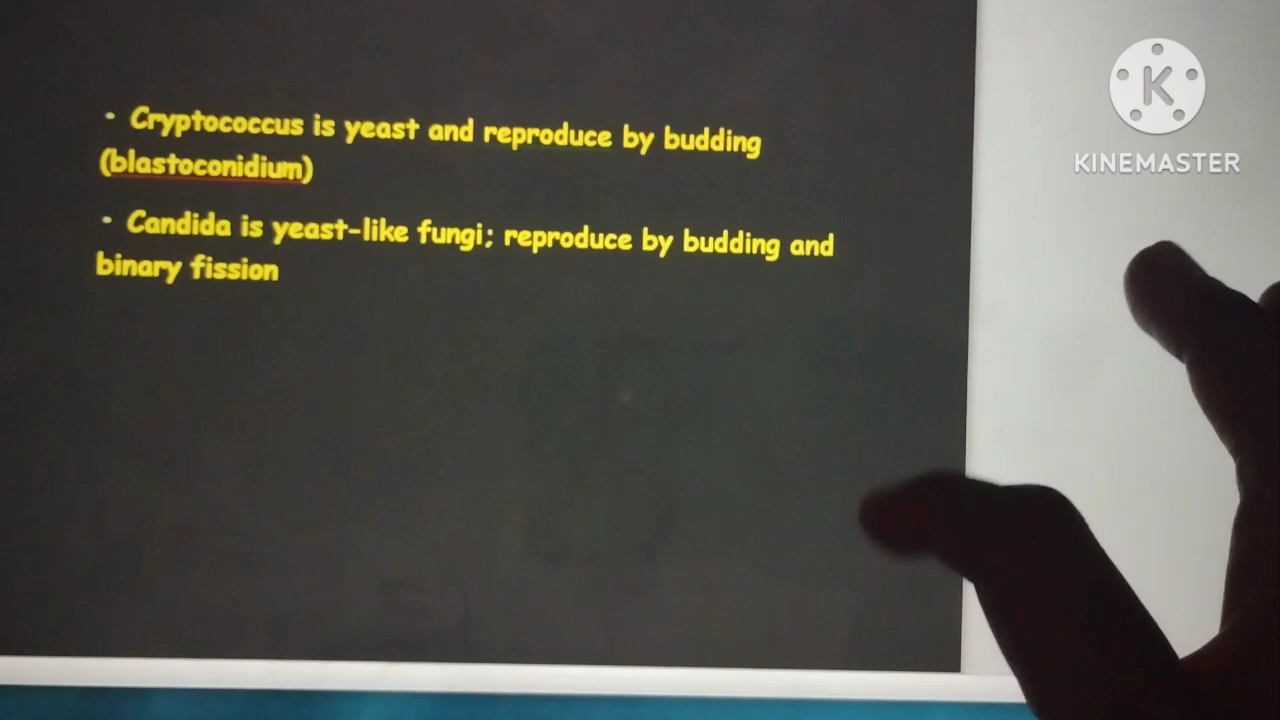 - Cryptococcus is yeast and reproduce by budding
(blastoconidium)
- Candida is yeast-like fungi; reproduce by budding and
binary fission
K
KINEMASTER